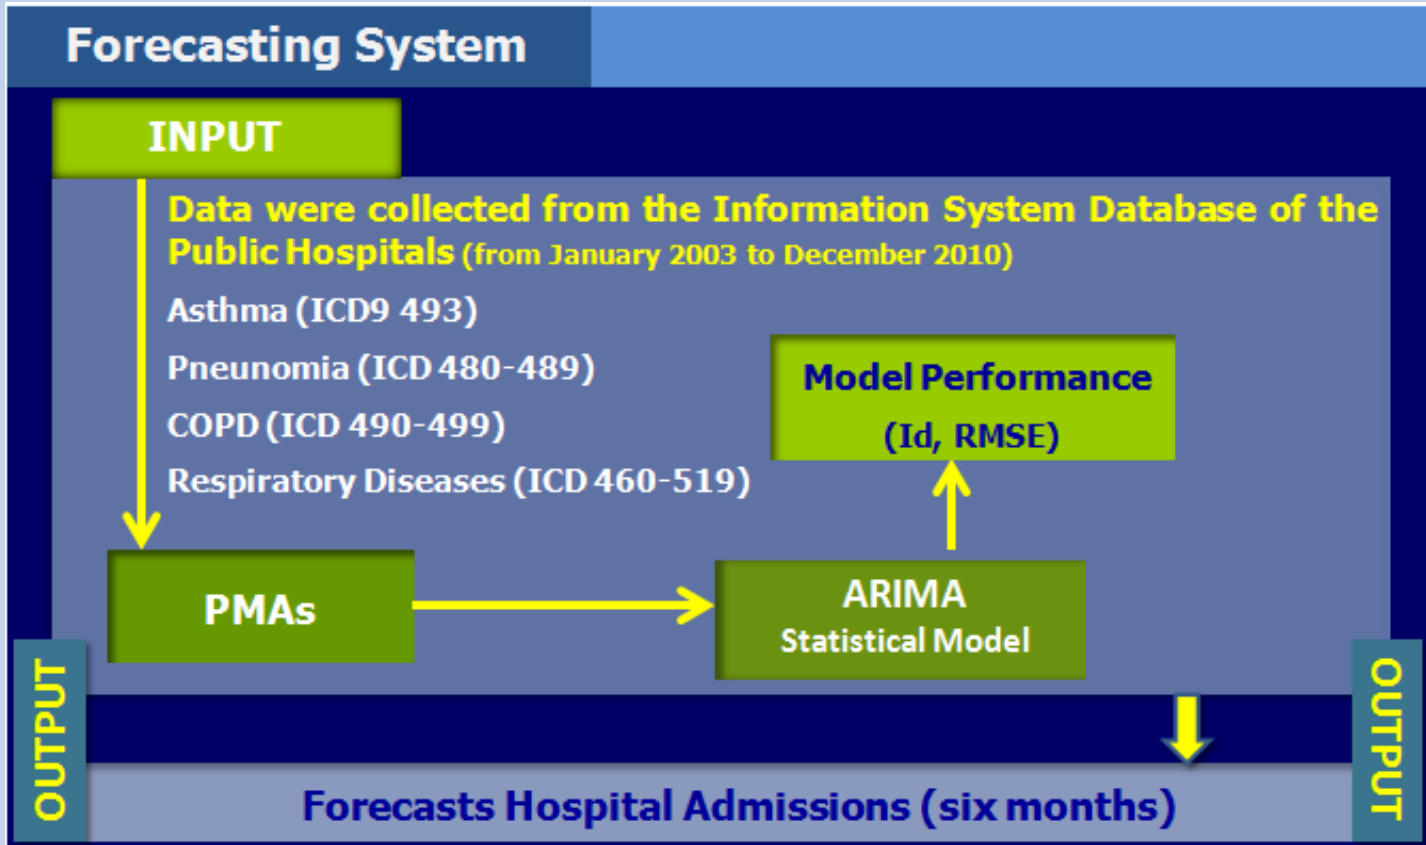 Forecasting System
INPUT
Data were collected from the Information System Database of the
Public Hospitals (from January 2003 to December 2010)
Asthma (ICD9 493)
Pneunomia (ICD 480-489)
COPD (ICD 490-499)
Respiratory Diseases (ICD 460-519)
Model Performance
(Id, RMSE)
PMAs
ARIMA
Statistical Model
OUTPUT
OUTPUT
Forecasts Hospital Admissions (six months)